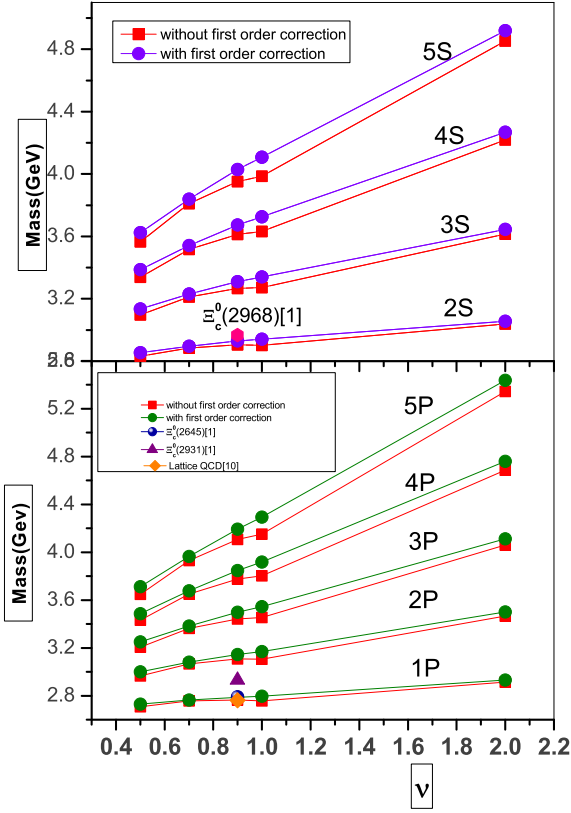 without first order correction
with first order correction
5S
4S
3S
Ξ⁰c(2968)[1]
2S
Mass(GeV)
4.8
4.4
4.0
3.6
3.2
without first order correction
with first order correction
Ξ⁰c(2645)[1]
Ξ⁰c(2931)[1]
Lattice QCD[10]
5P
4P
3P
2P
1P
Mass(Gev)
5.2
4.8
4.4
4.0
3.6
3.2
2.8
0.4 0.6 0.8 1.0 1.2 1.4 1.6 1.8 2.0 2.2
ν